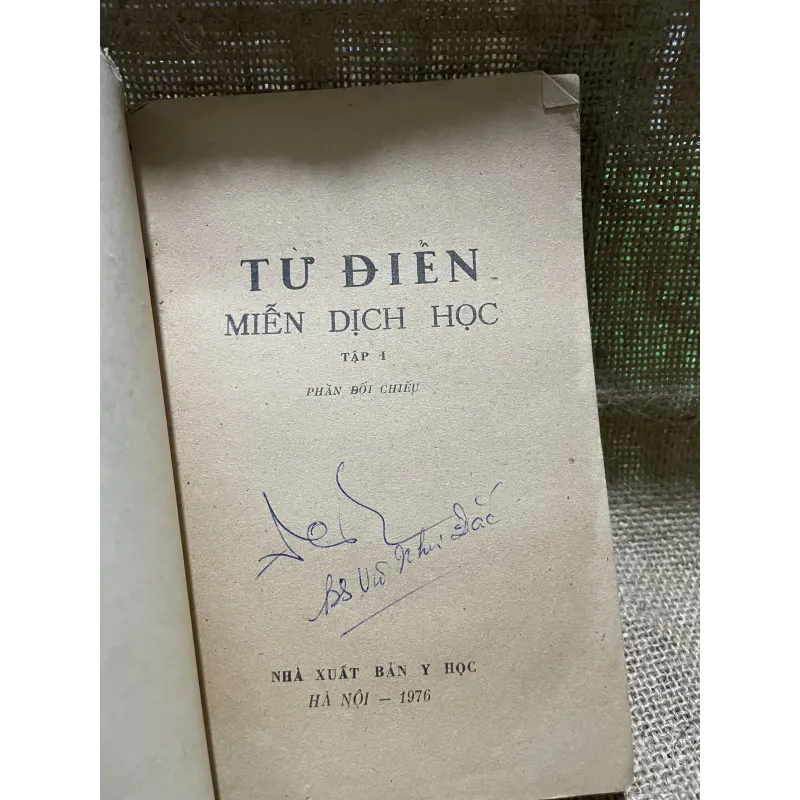 TỪ ĐIỂN
MIỄN DỊCH HỌC
TẬP I
PHẦN ĐỐI CHIẾU
BS Vũ Như Đắc
NHÀ XUẤT BẢN Y HỌC
HÀ NỘI – 1976